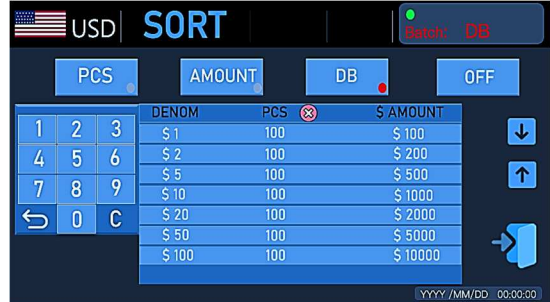 USD SORT Batch: DB
PCS AMOUNT DB OFF
DENOM PCS $ AMOUNT
1 2 3
4 5 6
7 8 9
0 C
$ 1 100 $ 100
$ 2 100 $ 200
$ 5 100 $ 500
$ 10 100 $ 1000
$ 20 100 $ 2000
$ 50 100 $ 5000
$ 100 100 $ 10000
YYYY /MM/DD 00:00:00